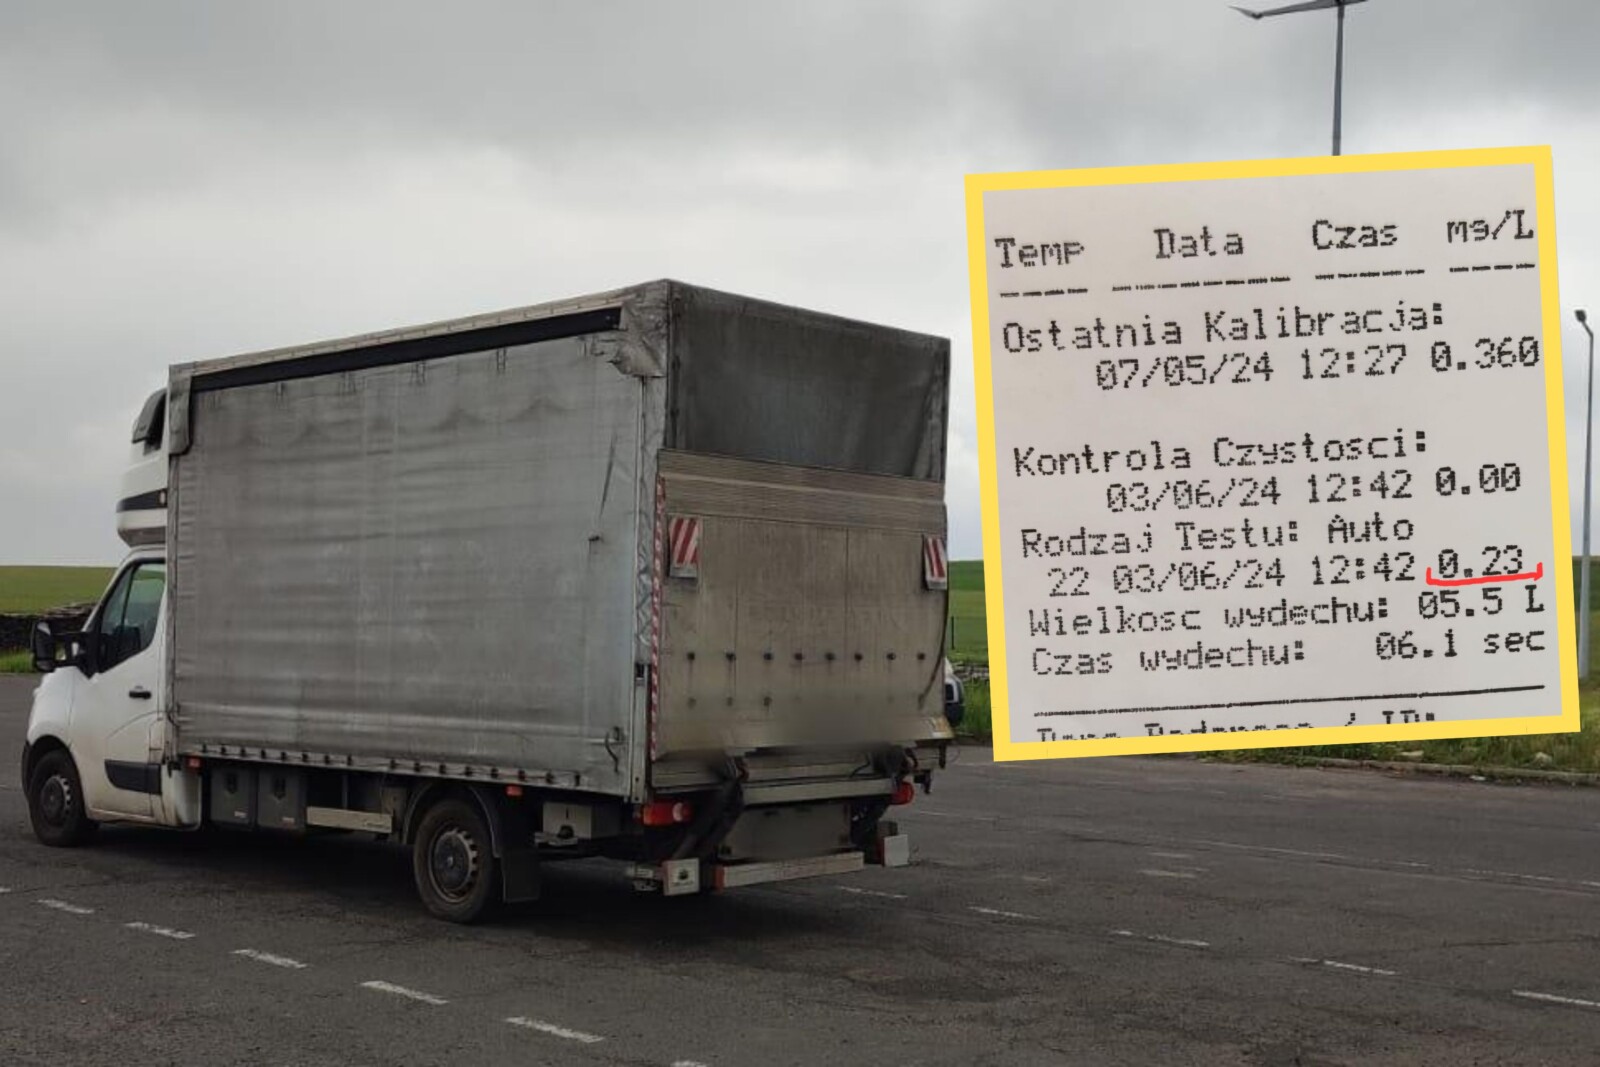 Temp Data Czas mg/L
Ostatnia Kalibracja:
07/05/24 12:27 0.360
Kontrola Czystosci:
03/06/24 12:42 0.00
Rodzaj Testu: Auto
22 03/06/24 12:42 0.23
Wielkosc wydechu: 05.5 L
Czas wydechu: 06.1 sec